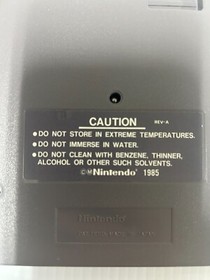 CAUTION REV-A
● DO NOT STORE IN EXTREME TEMPERATURES.
● DO NOT IMMERSE IN WATER.
● DO NOT CLEAN WITH BENZENE, THINNER,
ALCOHOL OR OTHER SUCH SOLVENTS.
©Ⓜ Nintendo® 1985
Nintendo